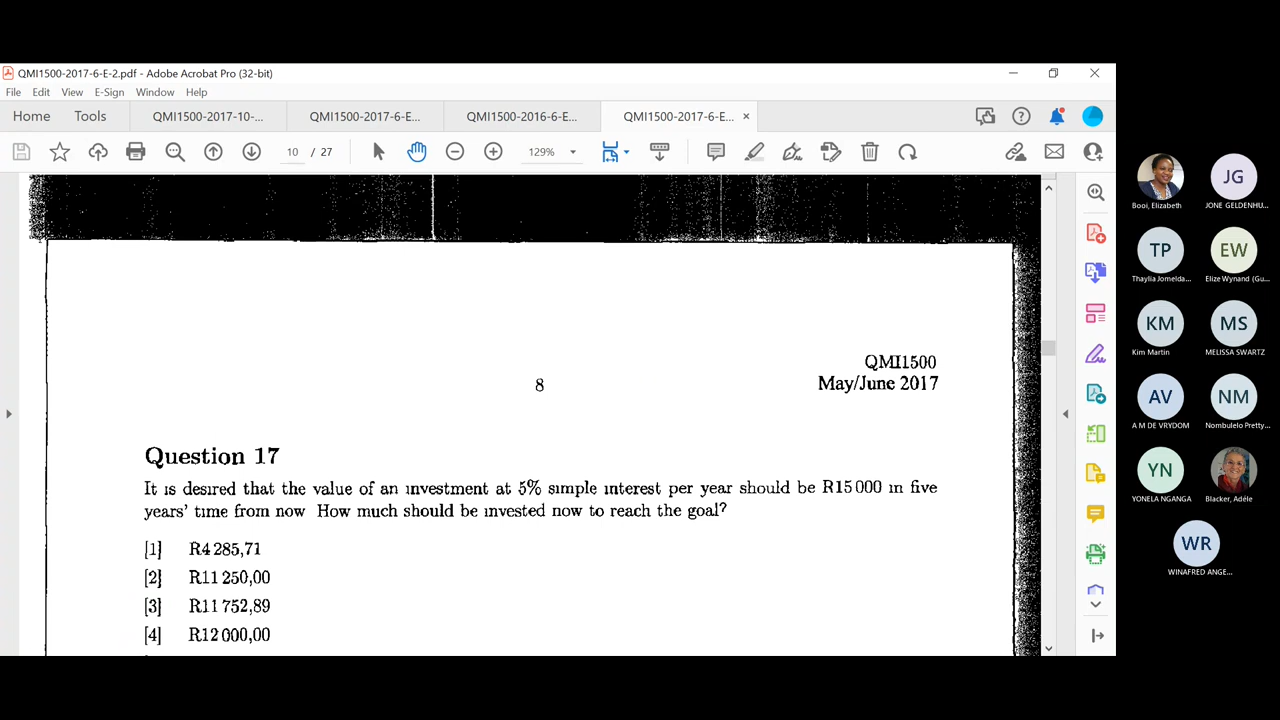 QMI1500-2017-6-E-2.pdf - Adobe Acrobat Pro (32-bit)
File Edit View E-Sign Window Help
Home Tools QMI1500-2017-10-... QMI1500-2017-6-E... QMI1500-2016-6-E... QMI1500-2017-6-E... ×
10 / 27 129%
QMI1500
8 May/June 2017
Question 17
It is desired that the value of an investment at 5% simple interest per year should be R15 000 in five
years' time from now How much should be invested now to reach the goal?
[1] R4 285,71
[2] R11 250,00
[3] R11 752,89
[4] R12 000,00
Booi, Elizabeth
JG
JONE GELDENHU...
TP
Thaylia Jomelda...
EW
Elize Wynand (Gu...
KM
Kim Martin
MS
MELISSA SWARTZ
AV
A M DE VRYDOM
NM
Nombulelo Pretty...
YN
YONELA NGANGA
Blacker, Adéle
WR
WINAFRED ANGE...